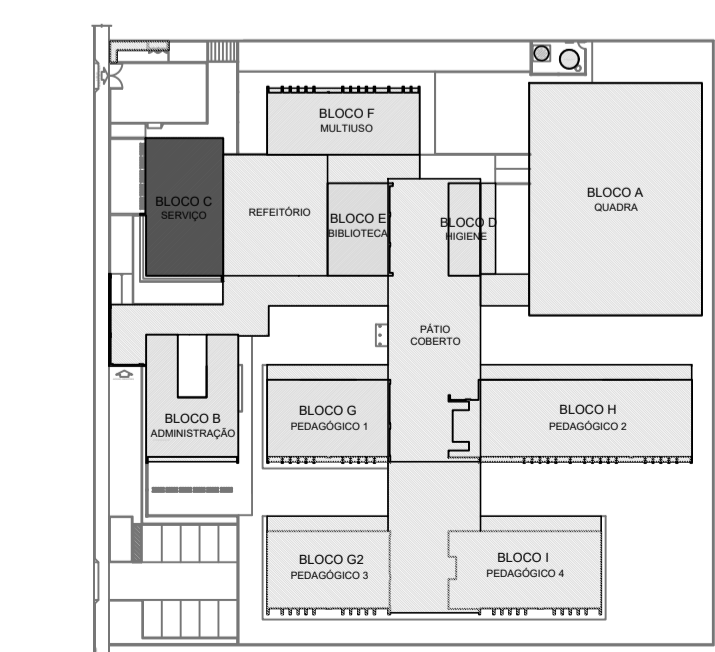 BLOCO F
MULTIUSO
BLOCO A
QUADRA
BLOCO C
SERVIÇO
REFEITÓRIO
BLOCO E
BIBLIOTECA
BLOCO D
HIGIENE
PÁTIO
COBERTO
BLOCO B
ADMINISTRAÇÃO
BLOCO G
PEDAGÓGICO 1
BLOCO H
PEDAGÓGICO 2
BLOCO G2
PEDAGÓGICO 3
BLOCO I
PEDAGÓGICO 4